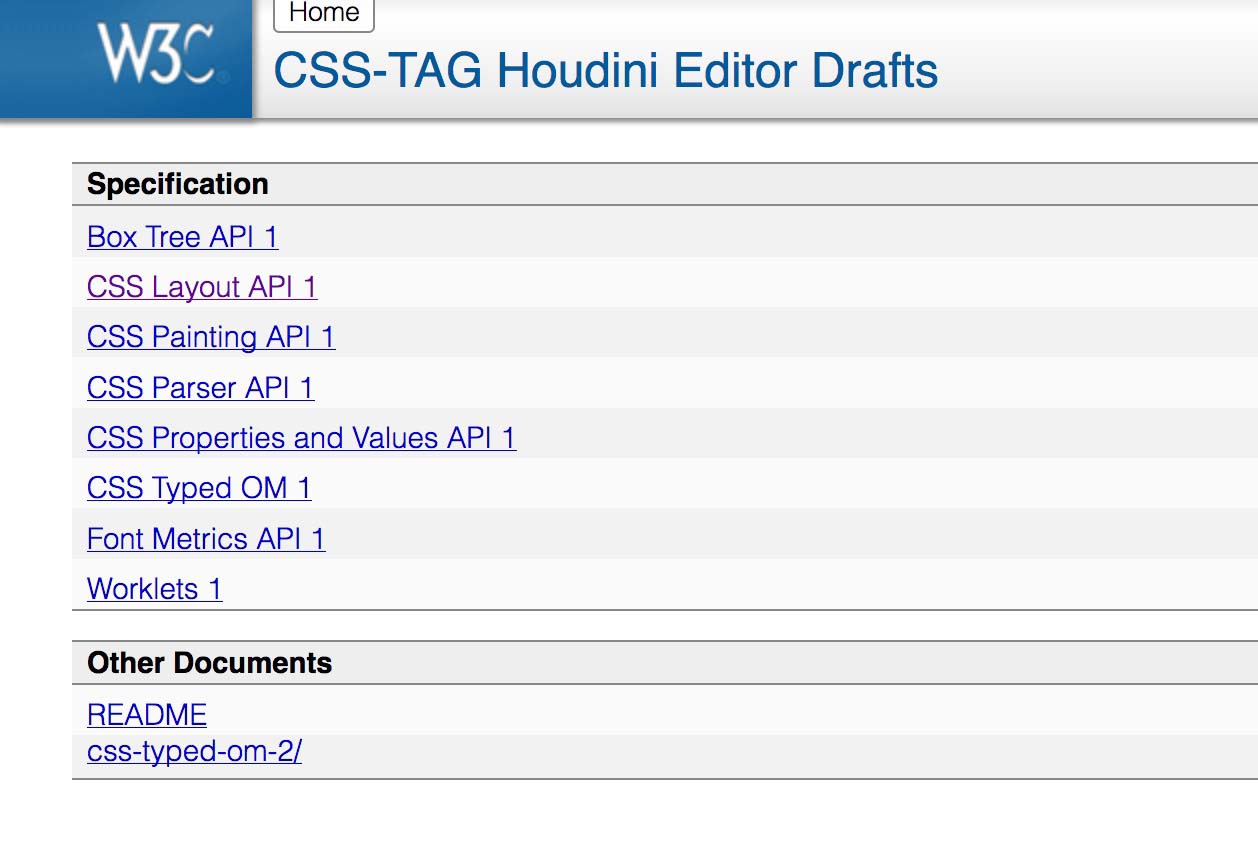 Home
W3C
CSS-TAG Houdini Editor Drafts
Specification
Box Tree API 1
CSS Layout API 1
CSS Painting API 1
CSS Parser API 1
CSS Properties and Values API 1
CSS Typed OM 1
Font Metrics API 1
Worklets 1
Other Documents
README
css-typed-om-2/